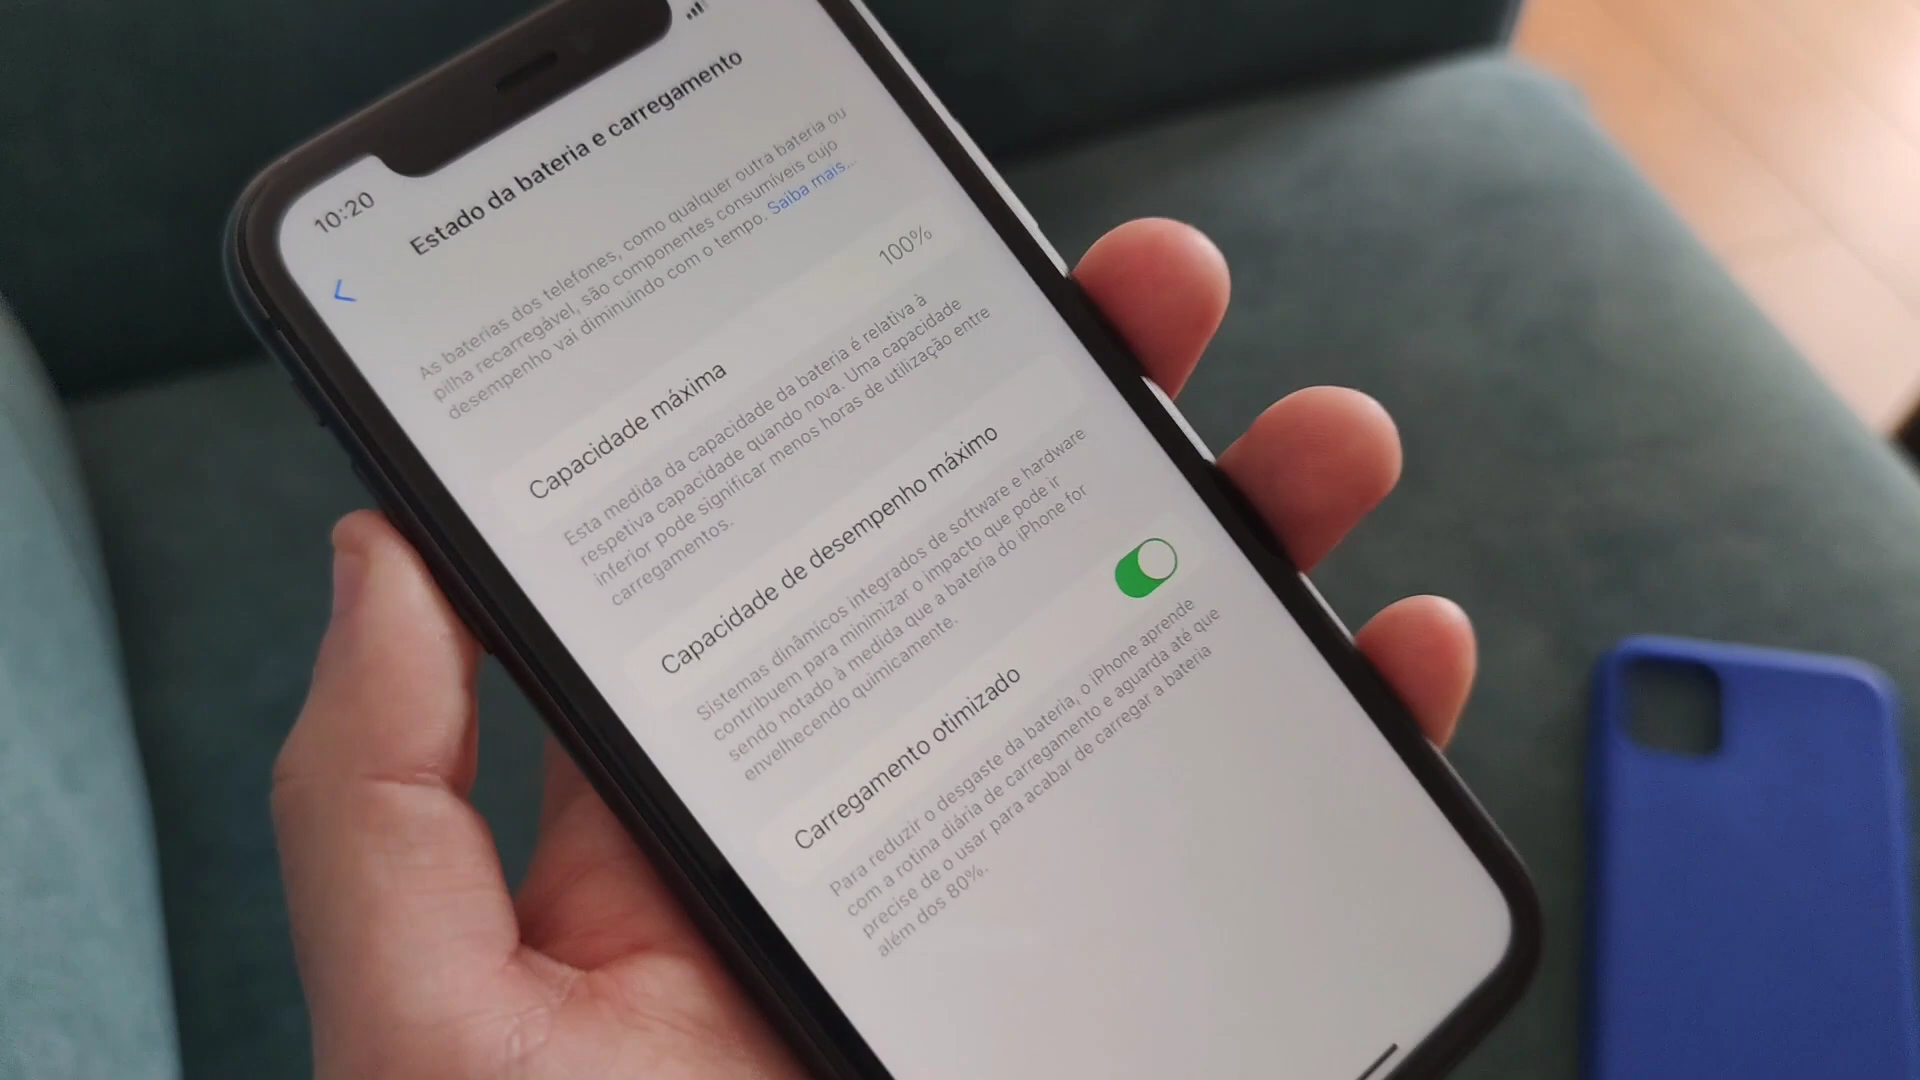 10:20
Estado da bateria e carregamento
As baterias dos telefones, como qualquer outra bateria ou
pilha recarregável, são componentes consumíveis cujo
desempenho vai diminuindo com o tempo. Saiba mais...
Capacidade máxima 100%
Esta medida da capacidade da bateria é relativa à
respetiva capacidade quando nova. Uma capacidade
inferior pode significar menos horas de utilização entre
carregamentos.
Capacidade de desempenho máximo
Sistemas dinâmicos integrados de software e hardware
contribuem para minimizar o impacto que pode ir
sendo notado à medida que a bateria do iPhone for
envelhecendo quimicamente.
Carregamento otimizado
Para reduzir o desgaste da bateria, o iPhone aprende
com a rotina diária de carregamento e aguarda até que
precise de o usar para acabar de carregar a bateria
além dos 80%.